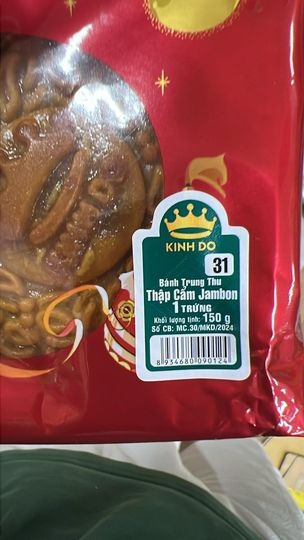 KINH DO
31
Bánh Trung Thu
Thập Cẩm Jambon
1 TRỨNG
Khối lượng tịnh: 150 g
Số CB: MC.30/MKD/2024
8 934680 090124